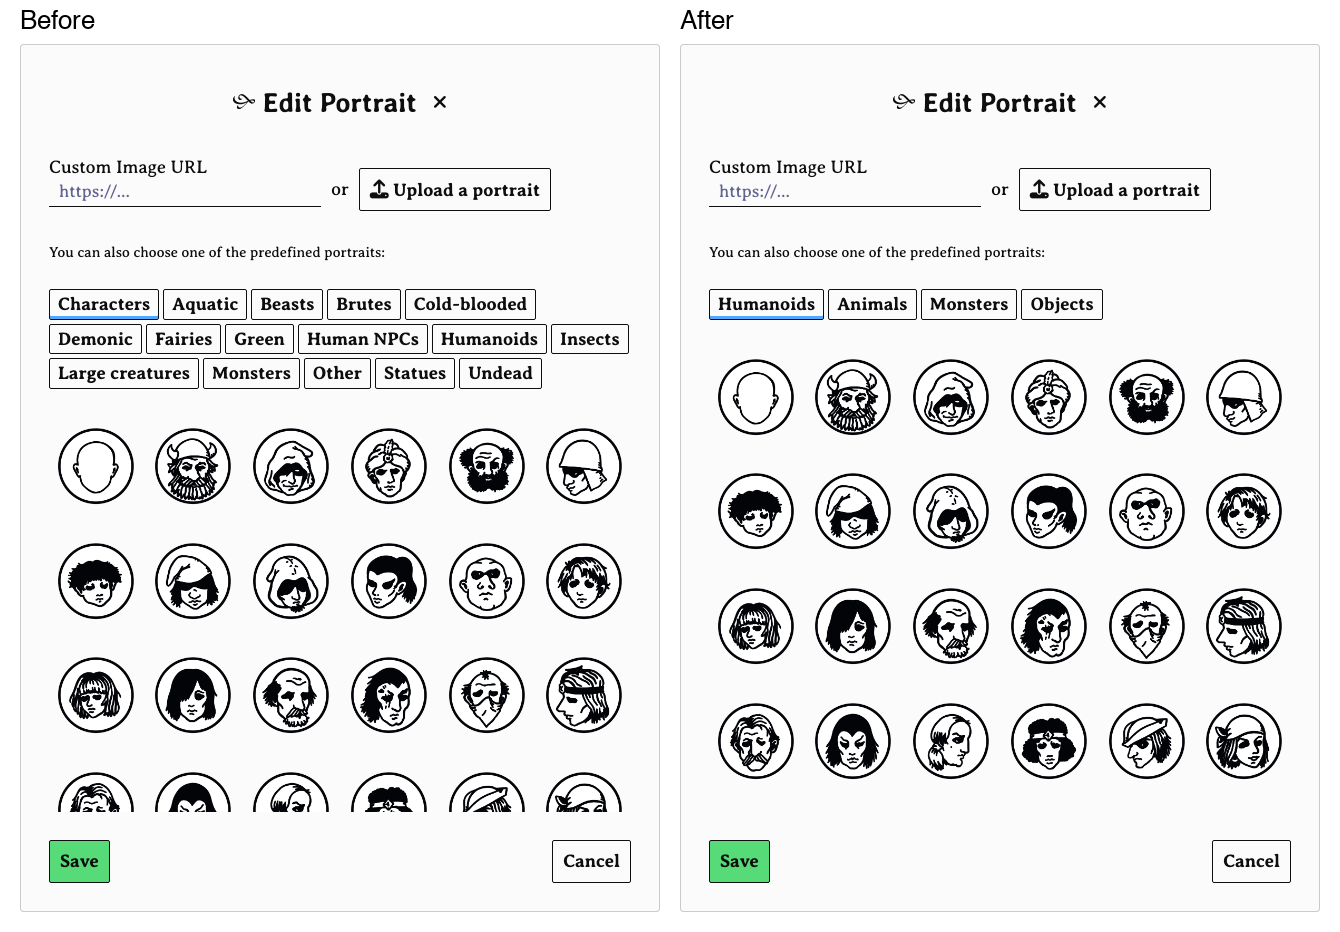 Before
Edit Portrait ×
Custom Image URL
https://...
or
Upload a portrait
You can also choose one of the predefined portraits:
Characters Aquatic Beasts Brutes Cold-blooded
Demonic Fairies Green Human NPCs Humanoids Insects
Large creatures Monsters Other Statues Undead
Save Cancel
After
Edit Portrait ×
Custom Image URL
https://...
or
Upload a portrait
You can also choose one of the predefined portraits:
Humanoids Animals Monsters Objects
Save Cancel